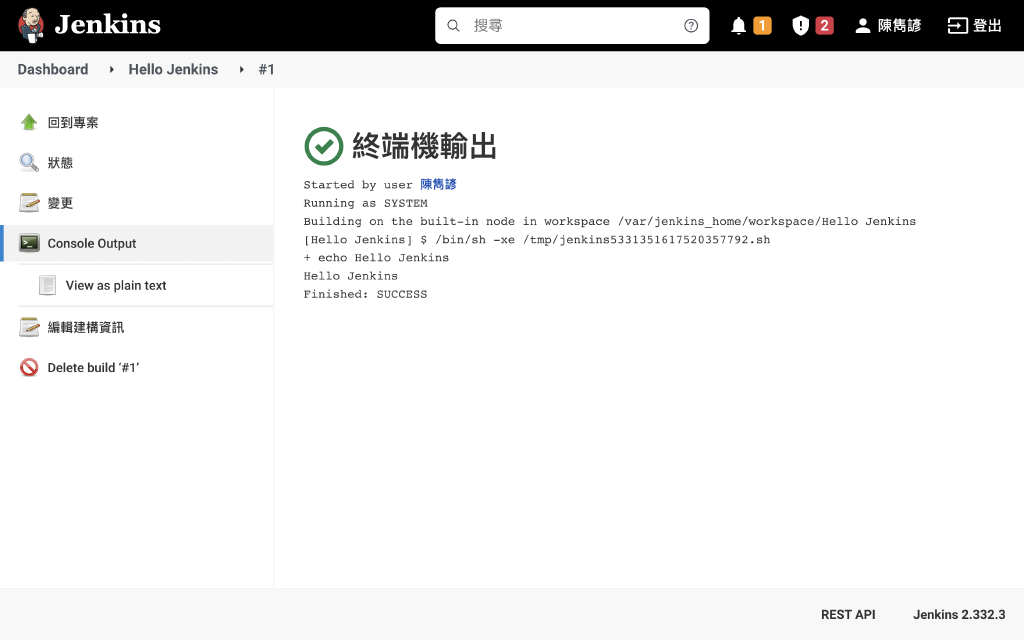 Jenkins
搜尋
1
2
陳雋諺
登出
Dashboard
Hello Jenkins
#1
回到專案
狀態
變更
Console Output
View as plain text
編輯建構資訊
Delete build ‘#1’
終端機輸出
Started by user 陳雋諺
Running as SYSTEM
Building on the built-in node in workspace /var/jenkins_home/workspace/Hello Jenkins
[Hello Jenkins] $ /bin/sh -xe /tmp/jenkins5331351617520357792.sh
+ echo Hello Jenkins
Hello Jenkins
Finished: SUCCESS
REST API
Jenkins 2.332.3